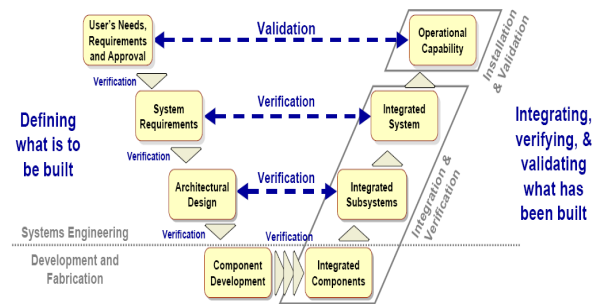 User's Needs,
Requirements
and Approval
Validation
Operational
Capability
Installation
& Validation
Verification
Defining
what is to
be built
System
Requirements
Verification
Integrated
System
Integrating,
verifying, &
validating
what has
been built
Verification
Architectural
Design
Verification
Integrated
Subsystems
Integration &
Verification
Verification
Verification
Systems Engineering
Development and
Fabrication
Component
Development
Integrated
Components